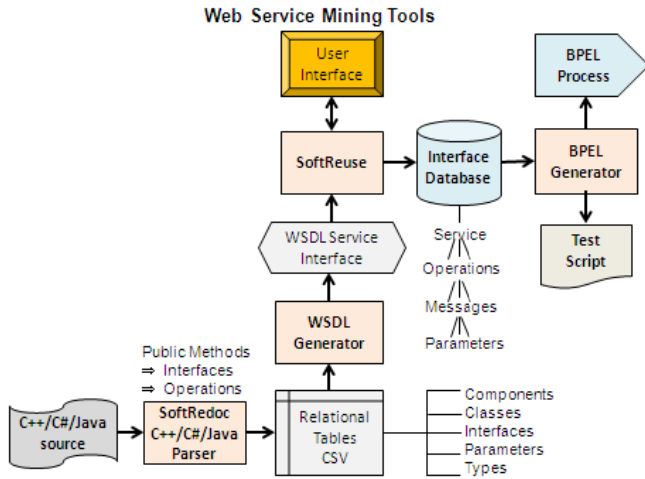 Web Service Mining Tools
User
Interface
BPEL
Process
SoftReuse
Interface
Database
BPEL
Generator
WSDL Service
Interface
Service
Operations
Messages
Parameters
Test
Script
WSDL
Generator
Public Methods
⇒ Interfaces
⇒ Operations
C++/C#/Java
source
SoftRedoc
C++/C#/Java
Parser
Relational
Tables
CSV
Components
Classes
Interfaces
Parameters
Types